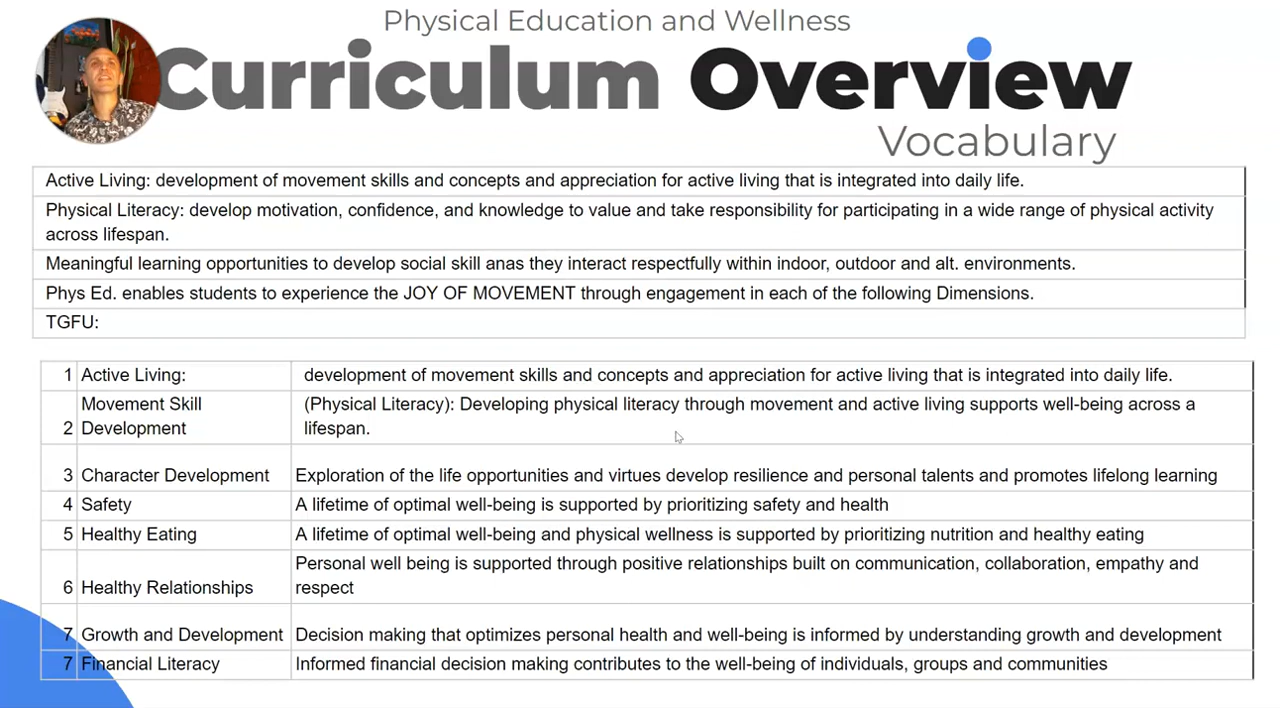 Physical Education and Wellness
Curriculum Overview
Vocabulary
Active Living: development of movement skills and concepts and appreciation for active living that is integrated into daily life.
Physical Literacy: develop motivation, confidence, and knowledge to value and take responsibility for participating in a wide range of physical activity
across lifespan.
Meaningful learning opportunities to develop social skill anas they interact respectfully within indoor, outdoor and alt. environments.
Phys Ed. enables students to experience the JOY OF MOVEMENT through engagement in each of the following Dimensions.
TGFU:
1 Active Living: development of movement skills and concepts and appreciation for active living that is integrated into daily life.
Movement Skill (Physical Literacy): Developing physical literacy through movement and active living supports well-being across a
2 Development lifespan.
3 Character Development Exploration of the life opportunities and virtues develop resilience and personal talents and promotes lifelong learning
4 Safety A lifetime of optimal well-being is supported by prioritizing safety and health
5 Healthy Eating A lifetime of optimal well-being and physical wellness is supported by prioritizing nutrition and healthy eating
Personal well being is supported through positive relationships built on communication, collaboration, empathy and
6 Healthy Relationships respect
7 Growth and Development Decision making that optimizes personal health and well-being is informed by understanding growth and development
7 Financial Literacy Informed financial decision making contributes to the well-being of individuals, groups and communities